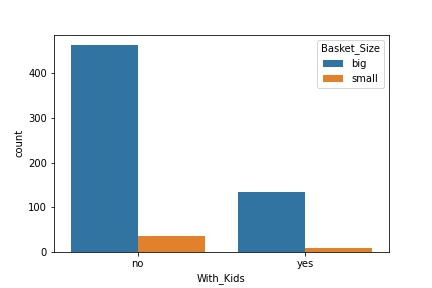 Basket_Size
big
small
400
300
200
100
0
count
no
yes
With_Kids